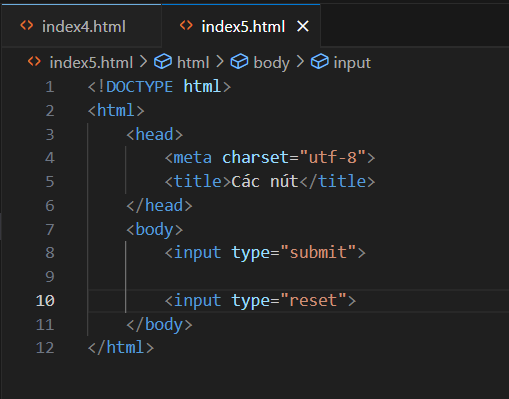 index4.html index5.html
index5.html > html > body > input
1 <!DOCTYPE html>
2 <html>
3 <head>
4 <meta charset="utf-8">
5 <title>Các nút</title>
6 </head>
7 <body>
8 <input type="submit">
9
10 <input type="reset">
11 </body>
12 </html>